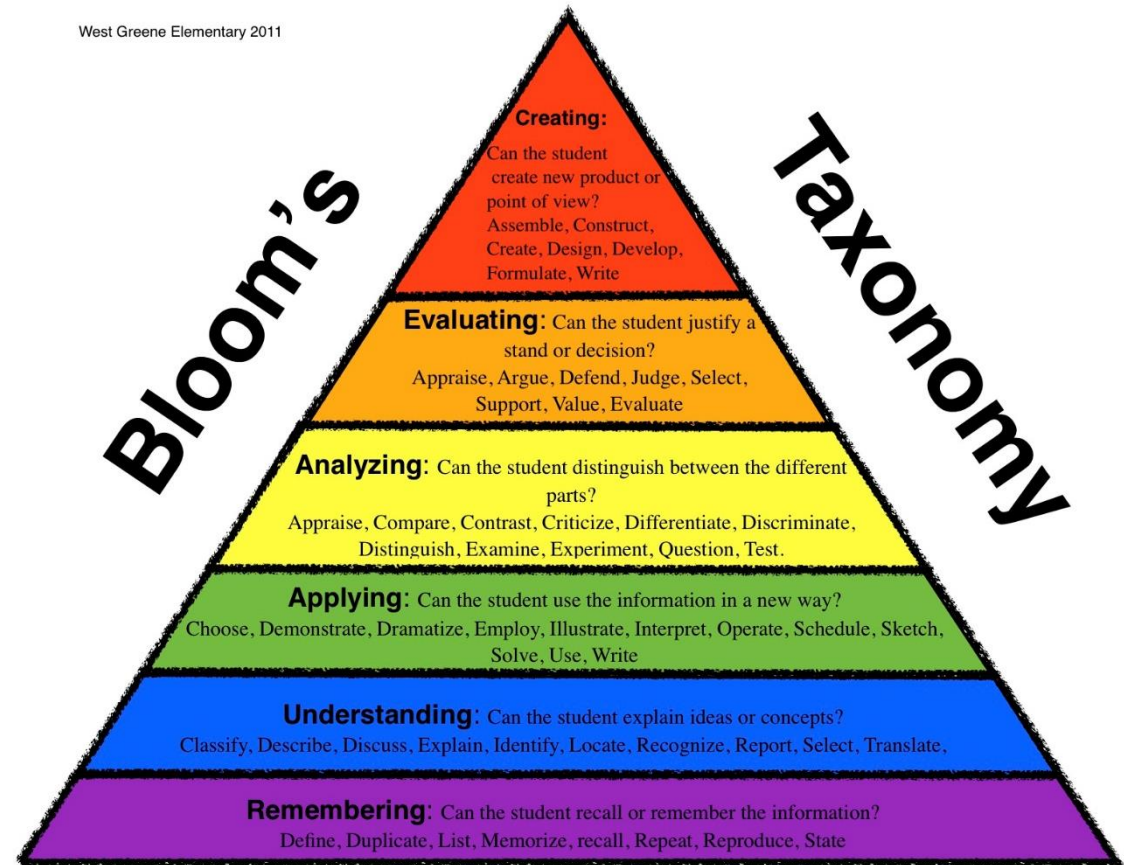 West Greene Elementary 2011
Bloom's
Taxonomy
Creating:
Can the student
create new product or
point of view?
Assemble, Construct,
Create, Design, Develop,
Formulate, Write
Evaluating: Can the student justify a
stand or decision?
Appraise, Argue, Defend, Judge, Select,
Support, Value, Evaluate
Analyzing: Can the student distinguish between the different
parts?
Appraise, Compare, Contrast, Criticize, Differentiate, Discriminate,
Distinguish, Examine, Experiment, Question, Test.
Applying: Can the student use the information in a new way?
Choose, Demonstrate, Dramatize, Employ, Illustrate, Interpret, Operate, Schedule, Sketch,
Solve, Use, Write
Understanding: Can the student explain ideas or concepts?
Classify, Describe, Discuss, Explain, Identify, Locate, Recognize, Report, Select, Translate,
Remembering: Can the student recall or remember the information?
Define, Duplicate, List, Memorize, recall, Repeat, Reproduce, State